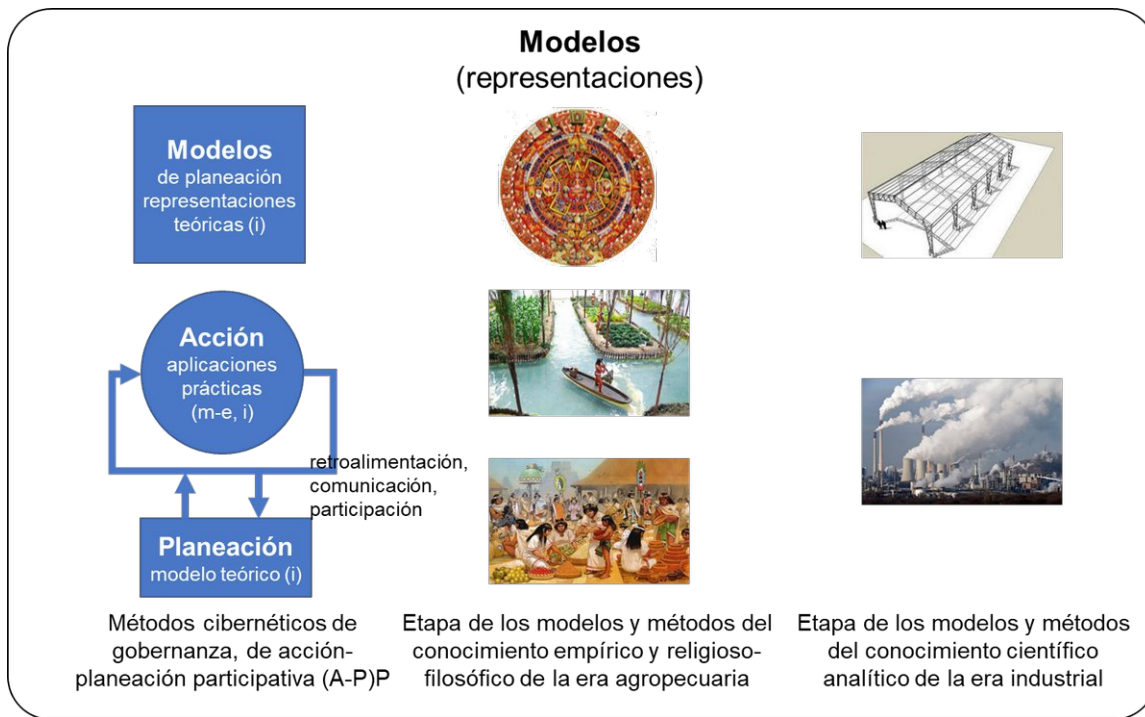 Modelos
(representaciones)
Modelos
de planeación
representaciones
teóricas (i)
Acción
aplicaciones
prácticas
(m-e, i)
retroalimentación,
comunicación,
participación
Planeación
modelo teórico (i)
Métodos cibernéticos de
gobernanza, de acción-
planeación participativa (A-P)P
Etapa de los modelos y métodos del
conocimiento empírico y religioso-
filosófico de la era agropecuaria
Etapa de los modelos y métodos
del conocimiento científico
analítico de la era industrial